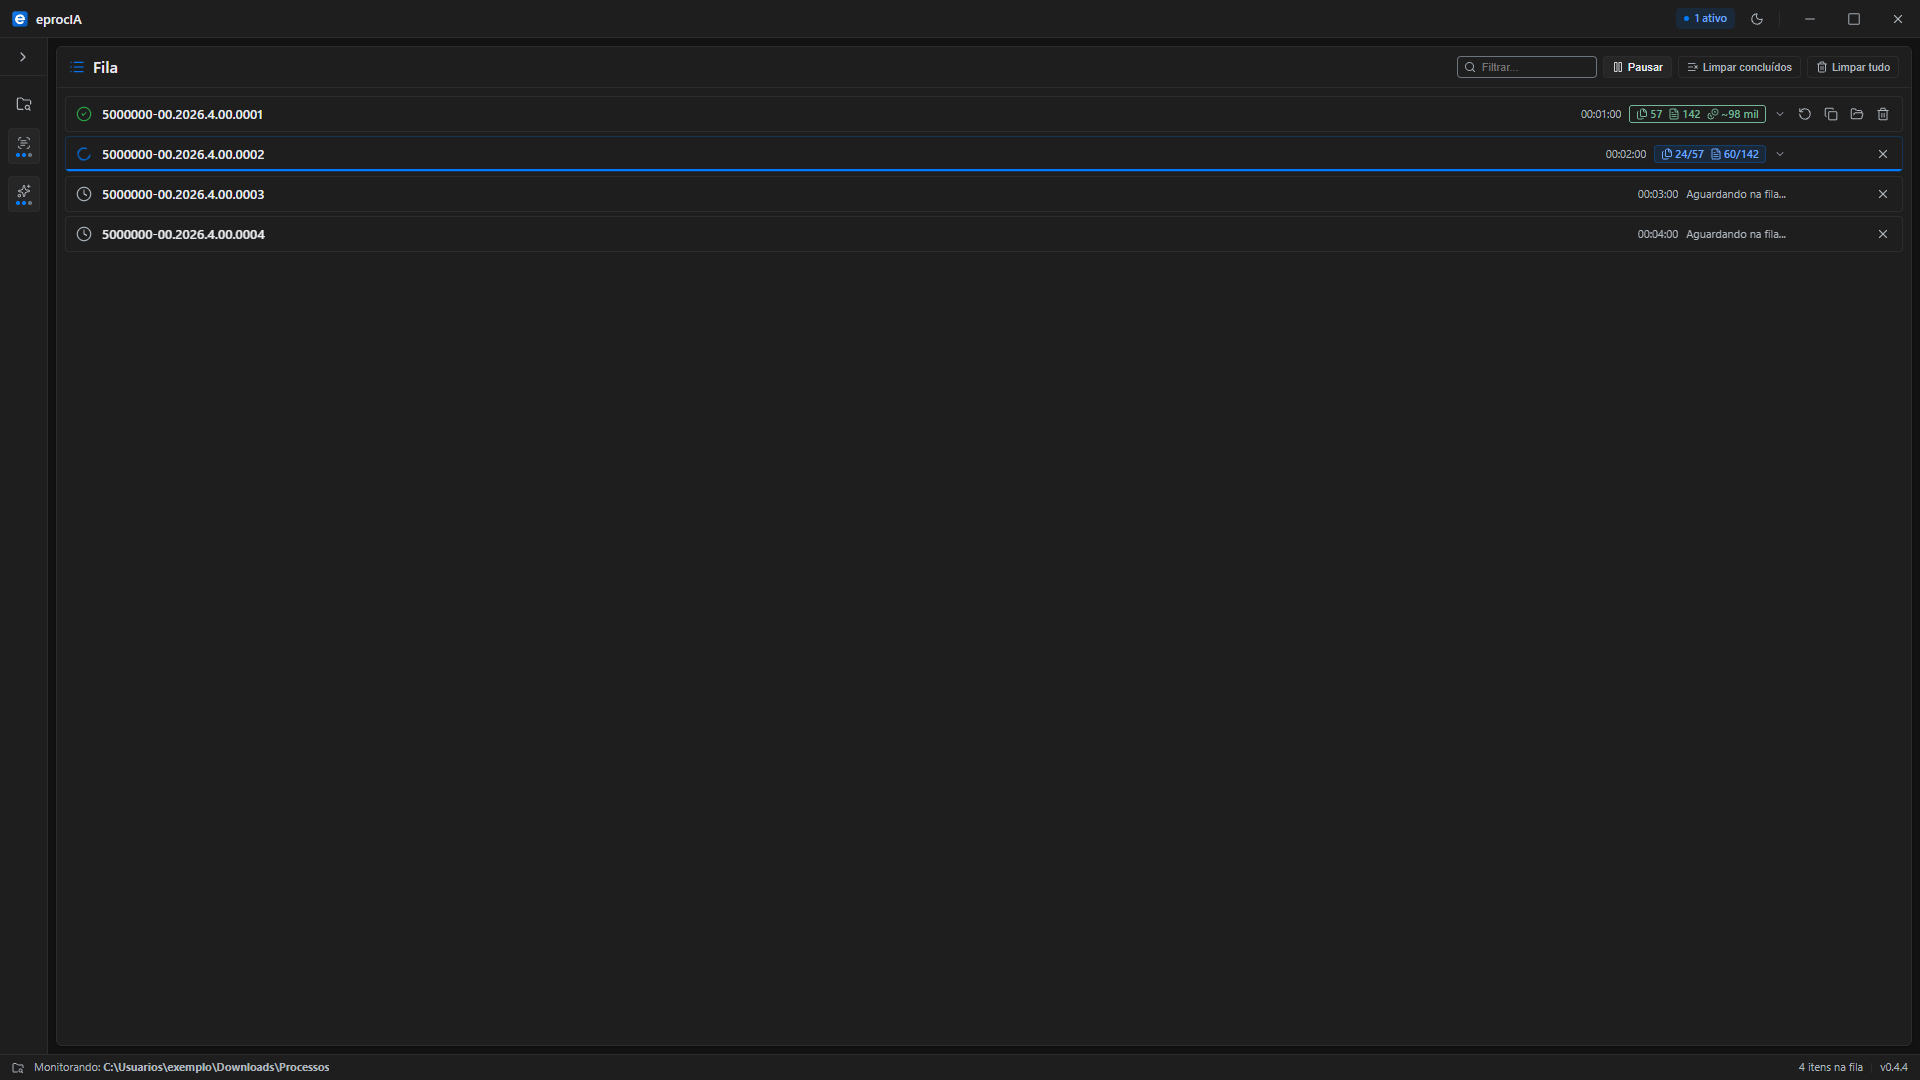 eprocIA
1 ativo
Fila
Filtrar...
Pausar
Limpar concluídos
Limpar tudo
5000000-00.2026.4.00.0001
00:01:00 57 142 ~98 mil
5000000-00.2026.4.00.0002
00:02:00 24/57 60/142
5000000-00.2026.4.00.0003
00:03:00 Aguardando na fila...
5000000-00.2026.4.00.0004
00:04:00 Aguardando na fila...
Monitorando: C:\Usuarios\exemplo\Downloads\Processos
4 itens na fila
v0.4.4